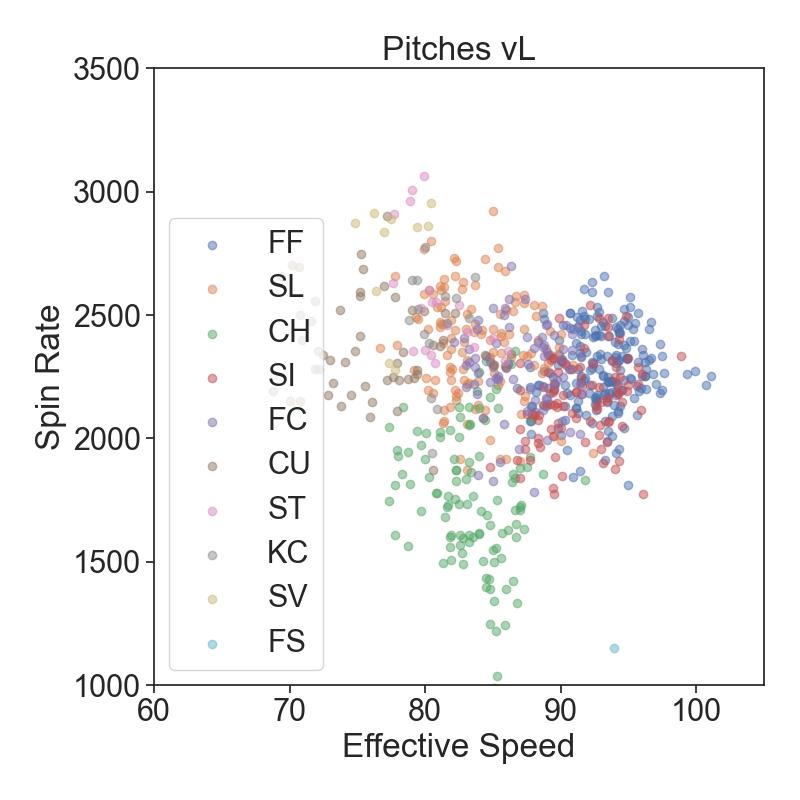 Pitches vL
3500
3000
2500
2000
1500
1000
Spin Rate
FF
SL
CH
SI
FC
CU
ST
KC
SV
FS
60 70 80 90 100
Effective Speed